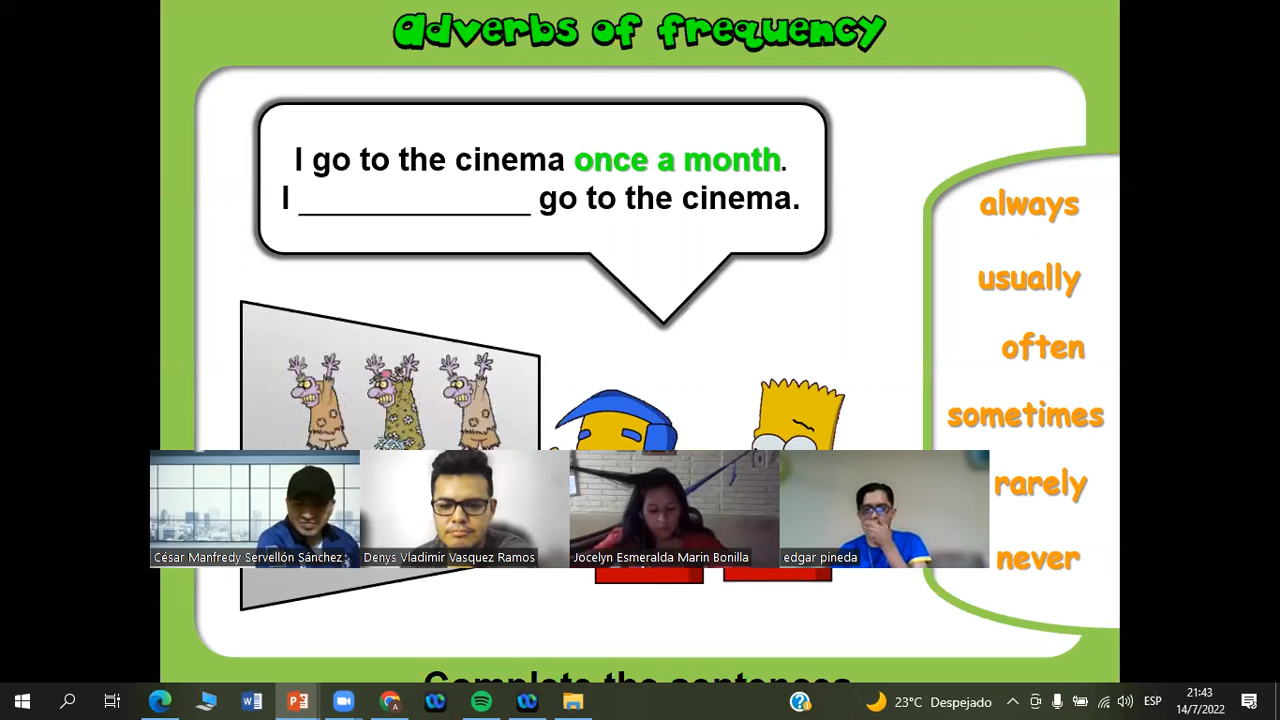 adverbs of frequency
I go to the cinema once a month.
I _____________ go to the cinema.
always
usually
often
sometimes
rarely
never
César Manfredy Servellón Sánchez
Denys Vladimir Vasquez Ramos
Jocelyn Esmeralda Marin Bonilla
edgar pineda
Complete the sentences
23°C Despejado
ESP
21:43
14/7/2022